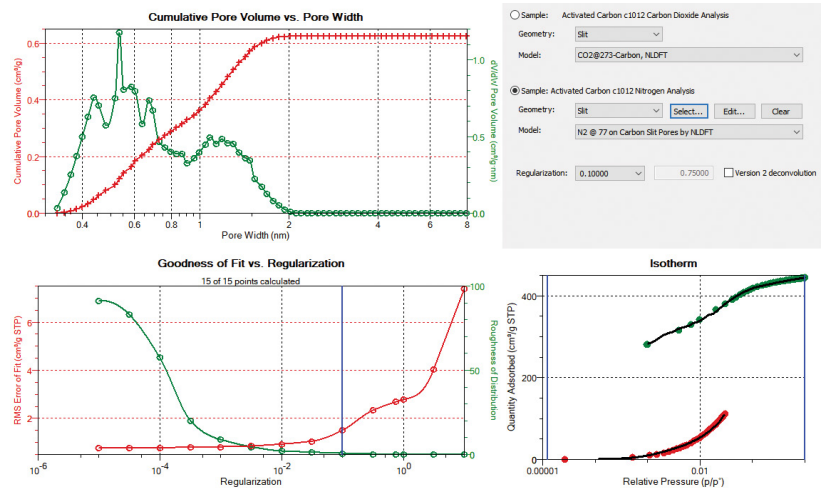 Cumulative Pore Volume vs. Pore Width
Cumulative Pore Volume (cm³/g)
0.6
0.4
0.2
0.0
0.4
0.6
0.8
1
2
4
6
8
Pore Width (nm)
1.0
0.5
0.0
dV/dW Pore Volume (cm³/g·nm)
Sample: Activated Carbon c1012 Carbon Dioxide Analysis
Geometry: Slit
Model: CO2@273-Carbon, NLDFT
Sample: Activated Carbon c1012 Nitrogen Analysis
Geometry: Slit Select... Edit... Clear
Model: N2 @ 77 on Carbon Slit Pores by NLDFT
Regularization: 0.10000 0.75000 Version 2 deconvolution
Goodness of Fit vs. Regularization
15 of 15 points calculated
RMS Error of Fit (cm³/g STP)
6
4
2
10⁻⁶
10⁻⁴
10⁻²
10⁰
Regularization
100
50
0
Roughness of Distribution
Isotherm
Quantity Adsorbed (cm³/g STP)
400
200
0
0.00001
0.01
Relative Pressure (p/p°)